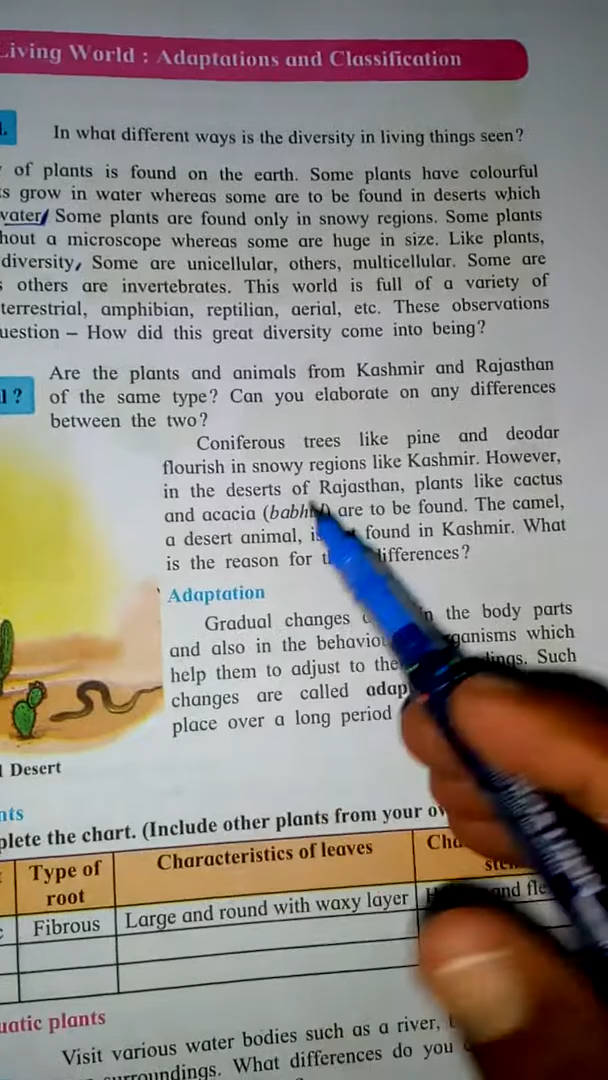 Living World : Adaptations and Classification
In what different ways is the diversity in living things seen?
of plants is found on the earth. Some plants have colourful
s grow in water whereas some are to be found in deserts which
water, Some plants are found only in snowy regions. Some plants
hout a microscope whereas some are huge in size. Like plants,
diversity, Some are unicellular, others, multicellular. Some are
s others are invertebrates. This world is full of a variety of
terrestrial, amphibian, reptilian, aerial, etc. These observations
uestion – How did this great diversity come into being?
Are the plants and animals from Kashmir and Rajasthan
l ? of the same type? Can you elaborate on any differences
between the two?
Coniferous trees like pine and deodar
flourish in snowy regions like Kashmir. However,
in the deserts of Rajasthan, plants like cactus
and acacia (babh) are to be found. The camel,
a desert animal, found in Kashmir. What
is the reason for differences?
Adaptation
Gradual changes in the body parts
and also in the behaviou organisms which
help them to adjust to the Such
changes are called adap
place over a long period
Desert
nts
plete the chart. (Include other plants from your ow
Type of root
Characteristics of leaves
Cha
ste
Fibrous
Large and round with waxy layer
and fle
uatic plants
Visit various water bodies such as a river,
surroundings. What differences do you